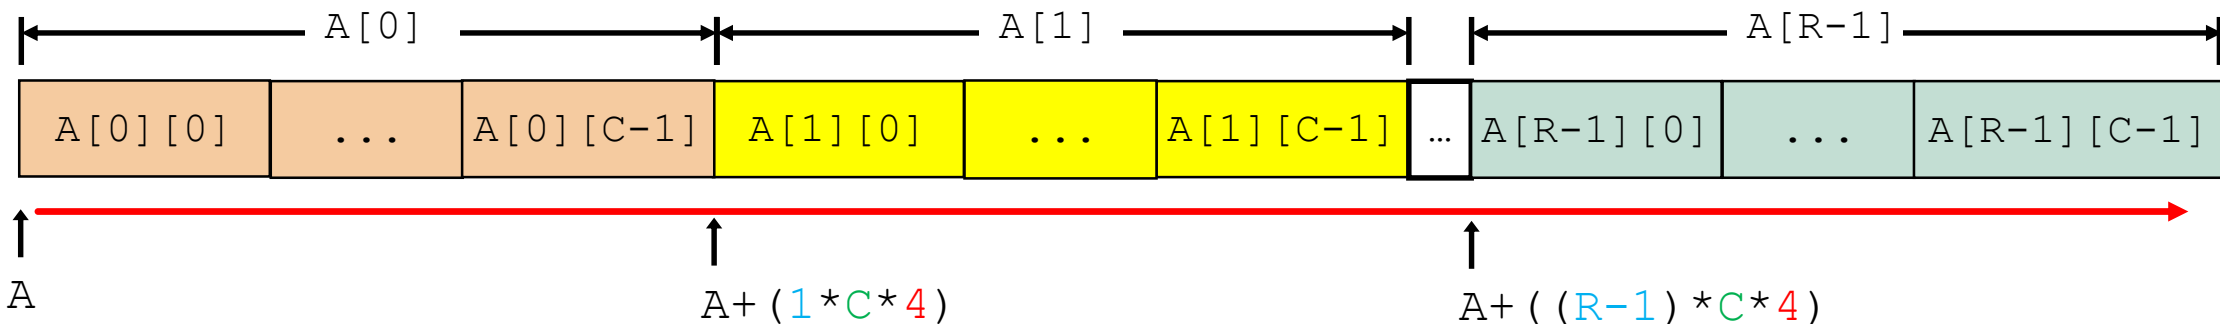 A[0] A[1] A[R-1]
A[0][0] ... A[0][C-1] A[1][0] ... A[1][C-1] ... A[R-1][0] ... A[R-1][C-1]
A A+(1*C*4) A+((R-1)*C*4)